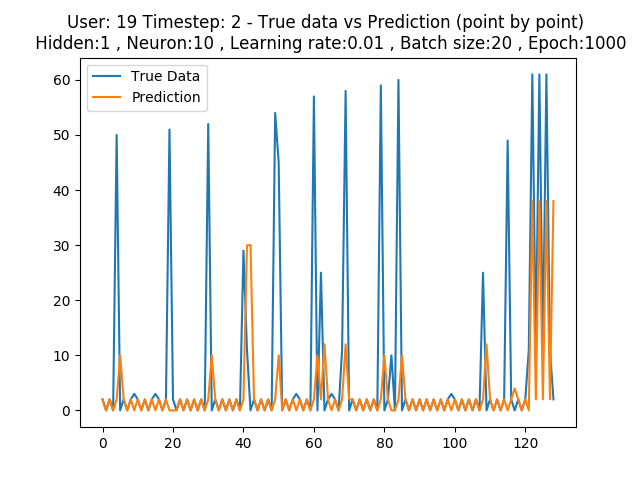 User: 19 Timestep: 2 - True data vs Prediction (point by point)
Hidden:1 , Neuron:10 , Learning rate:0.01 , Batch size:20 , Epoch:1000
True Data
Prediction
60
50
40
30
20
10
0
0 20 40 60 80 100 120